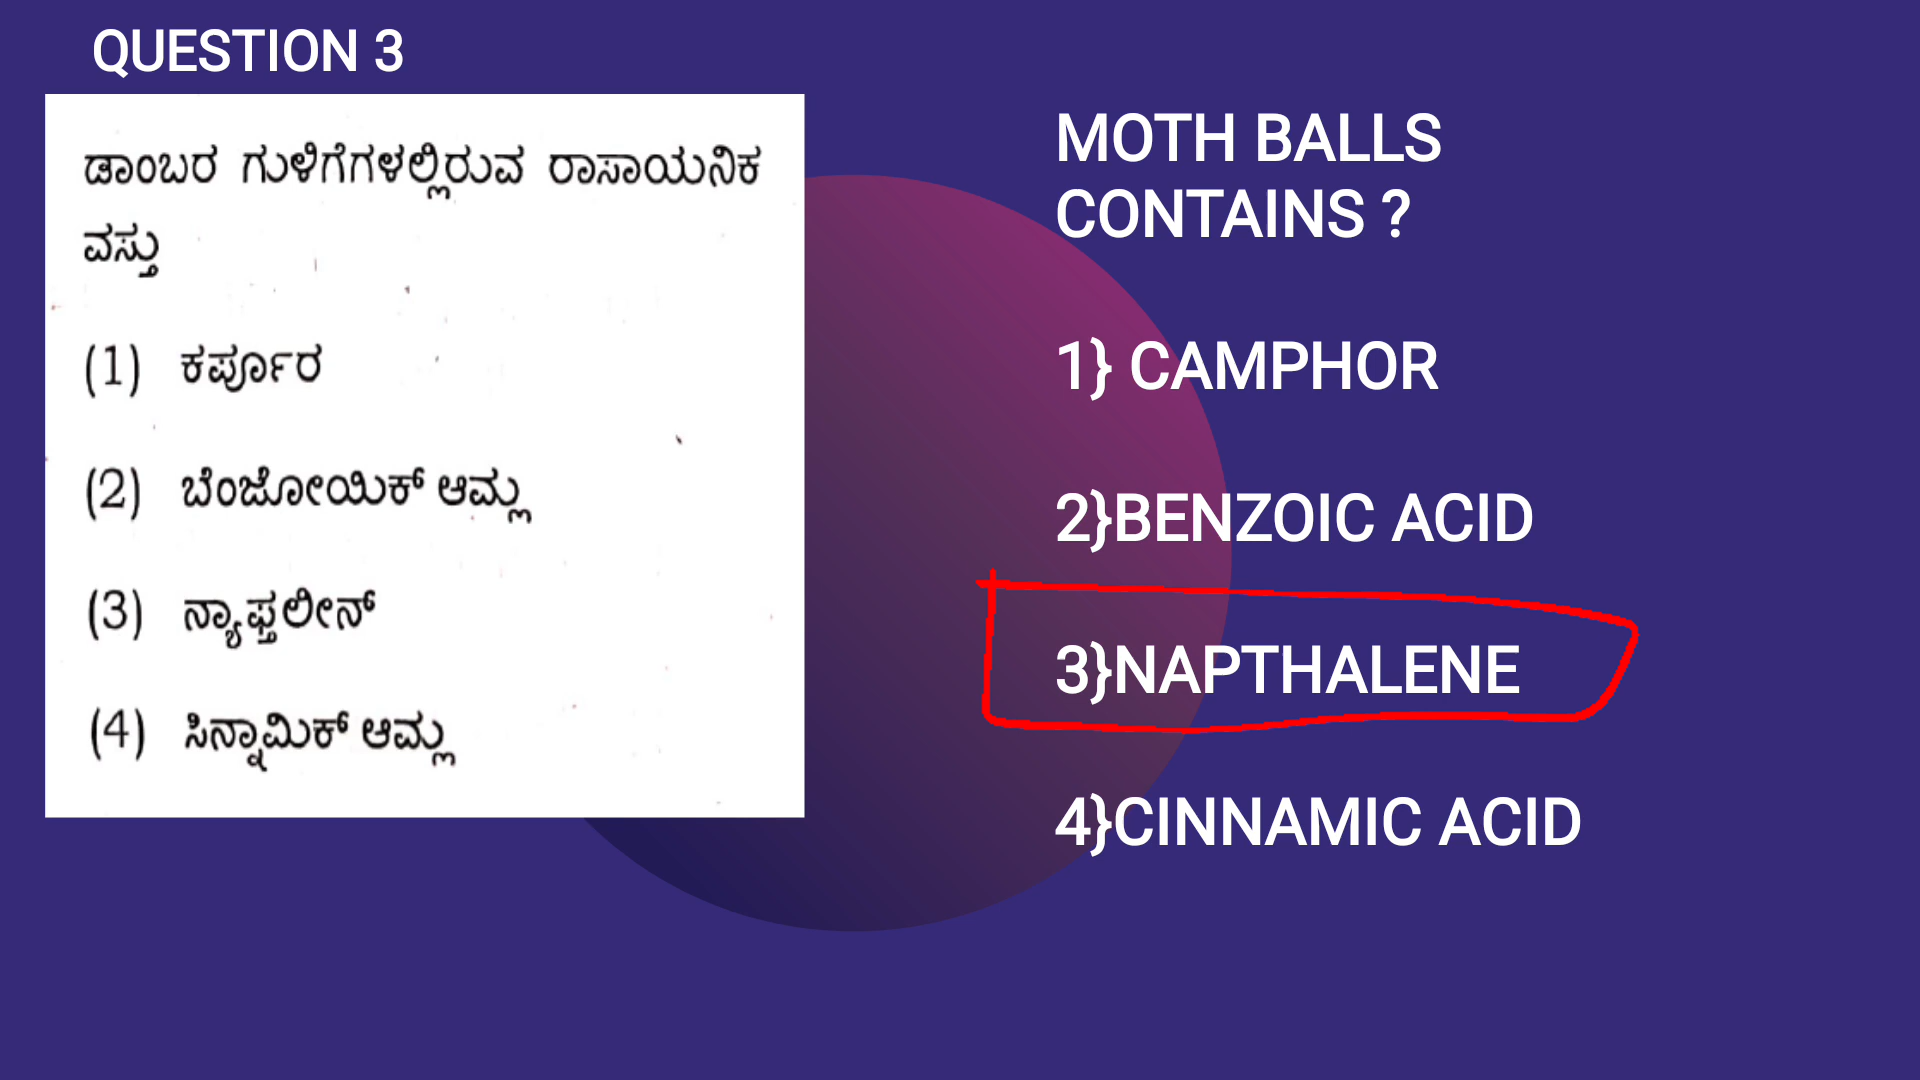 QUESTION 3
ಡಾಂಬರ ಗುಳಿಗೆಗಳಲ್ಲಿರುವ ರಾಸಾಯನಿಕ
ವಸ್ತು
(1) ಕರ್ಪೂರ
(2) ಬೆಂಜೋಯಿಕ್ ಆಮ್ಲ
(3) ನ್ಯಾಫ್ತಲೀನ್
(4) ಸಿನ್ನಾಮಿಕ್ ಆಮ್ಲ
MOTH BALLS
CONTAINS ?
1} CAMPHOR
2}BENZOIC ACID
3}NAPTHALENE
4}CINNAMIC ACID